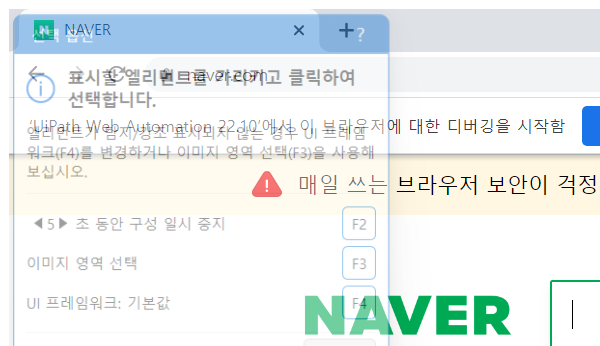 NAVER
선택 옵션
?
naver.com
표시할 엘리먼트를 가리키고 클릭하여
선택합니다.
'UiPath Web Automation 22.10'에서 이 브라우저에 대한 디버깅을 시작함
엘리먼트가 감지/강조 표시되지 않는 경우 UI 프레임
워크(F4)를 변경하거나 이미지 영역 선택(F3)을 사용해
보십시오.
매일 쓰는 브라우저 보안이 걱정
5 초 동안 구성 일시 중지 F2
이미지 영역 선택 F3
UI 프레임워크: 기본값 F4
NAVER